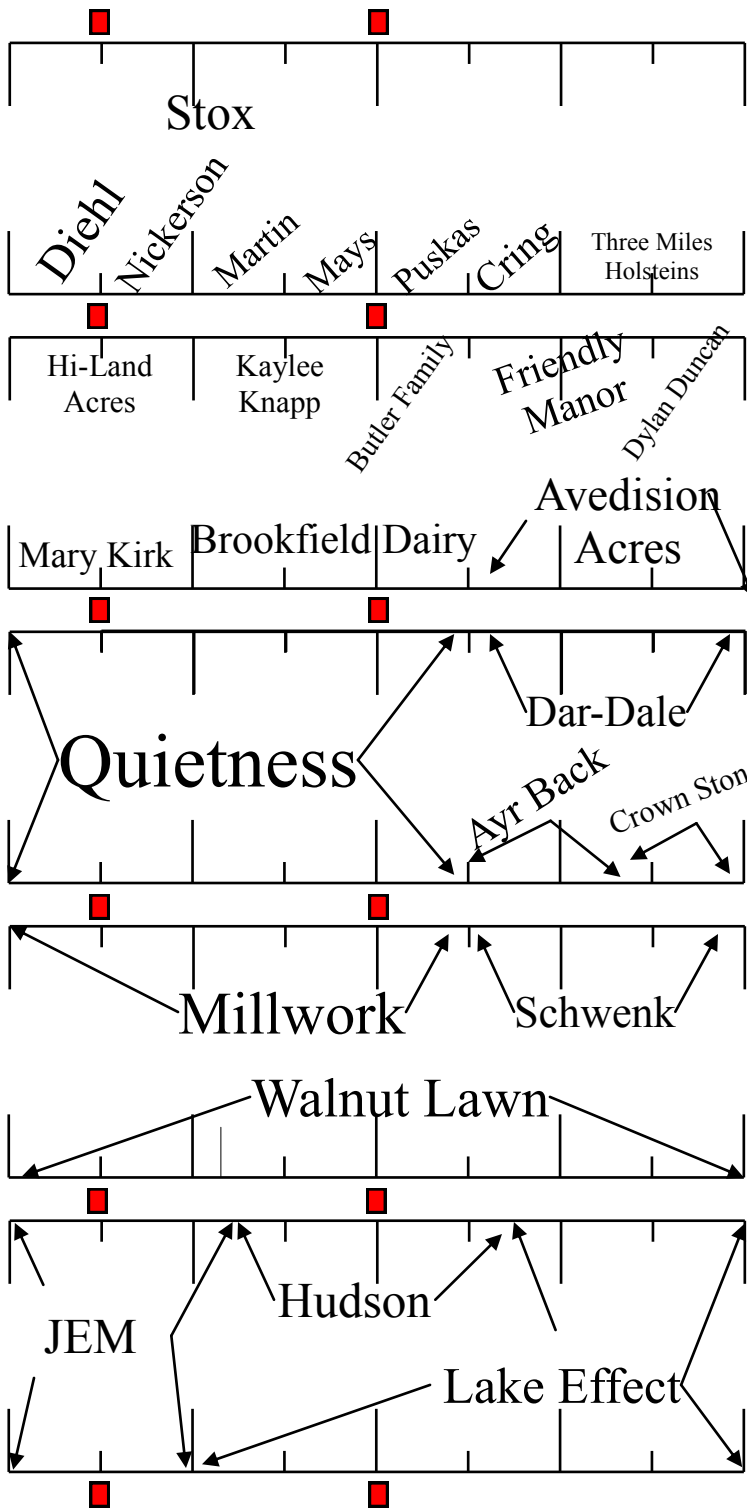 Stox
Diehl
Nickerson
Martin
Mays
Puskas
Cring
Three Miles
Holsteins
Hi-Land
Acres
Kaylee
Knapp
Butler Family
Friendly
Manor
Dylan Duncan
Mary Kirk
Brookfield Dairy
Avedision
Acres
Quietness
Dar-Dale
Ayr Back
Crown Ston
Millwork
Schwenk
Walnut Lawn
Hudson
JEM
Lake Effect